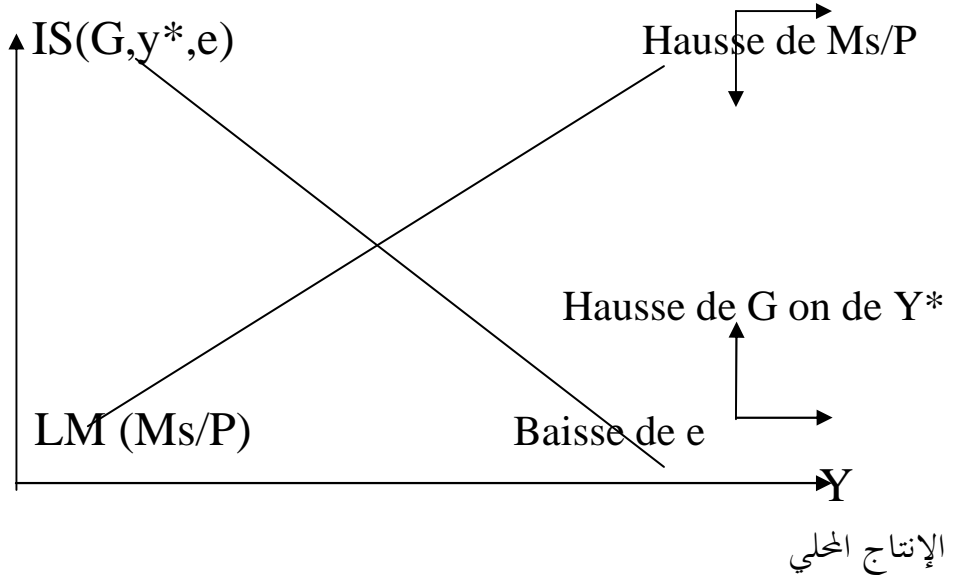 IS(G,y*,e)
Hausse de Ms/P
Hausse de G on de Y*
LM (Ms/P)
Baisse de e
Y
الإنتاج المحلي